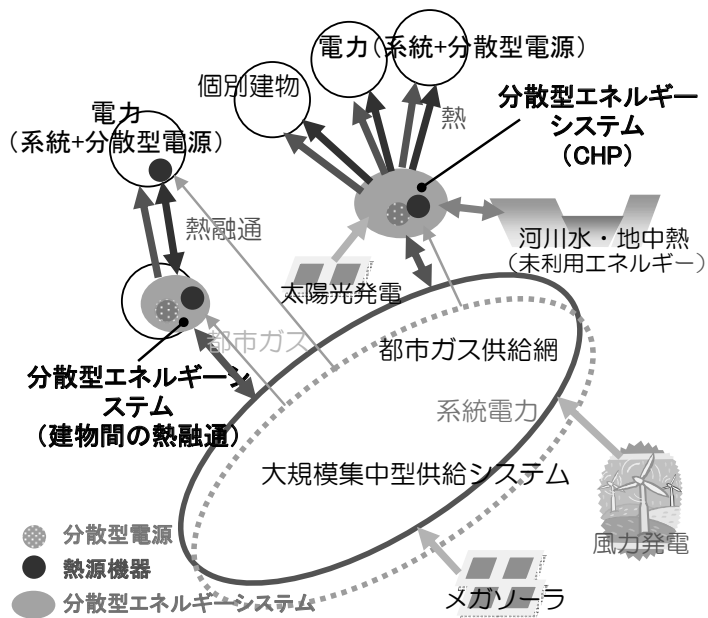 電力(系統+分散型電源)
個別建物
電力
(系統+分散型電源)
熱
分散型エネルギー
システム
(CHP)
熱融通
河川水・地中熱
(未利用エネルギー)
太陽光発電
都市ガス
都市ガス供給網
分散型エネルギーシ
ステム
(建物間の熱融通)
系統電力
大規模集中型供給システム
分散型電源
熱源機器
分散型エネルギーシステム
風力発電
メガソーラ